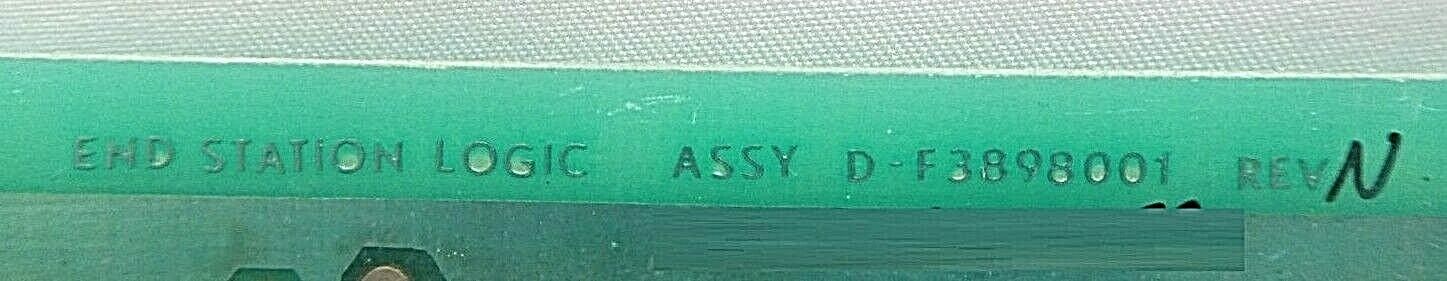 END STATION LOGIC ASSY D-F3898001 REV N